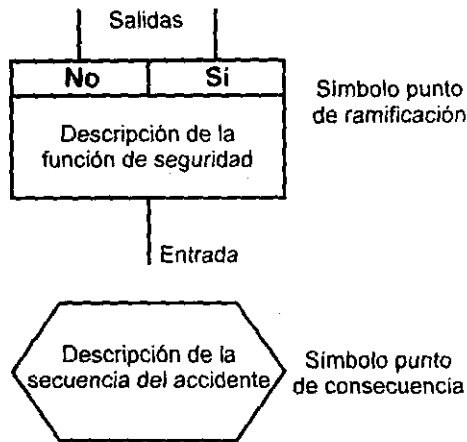 Salidas
No Si
Descripción de la
función de seguridad
Símbolo punto
de ramificación
Entrada
Descripción de la
secuencia del accidente
Símbolo punto
de consecuencia